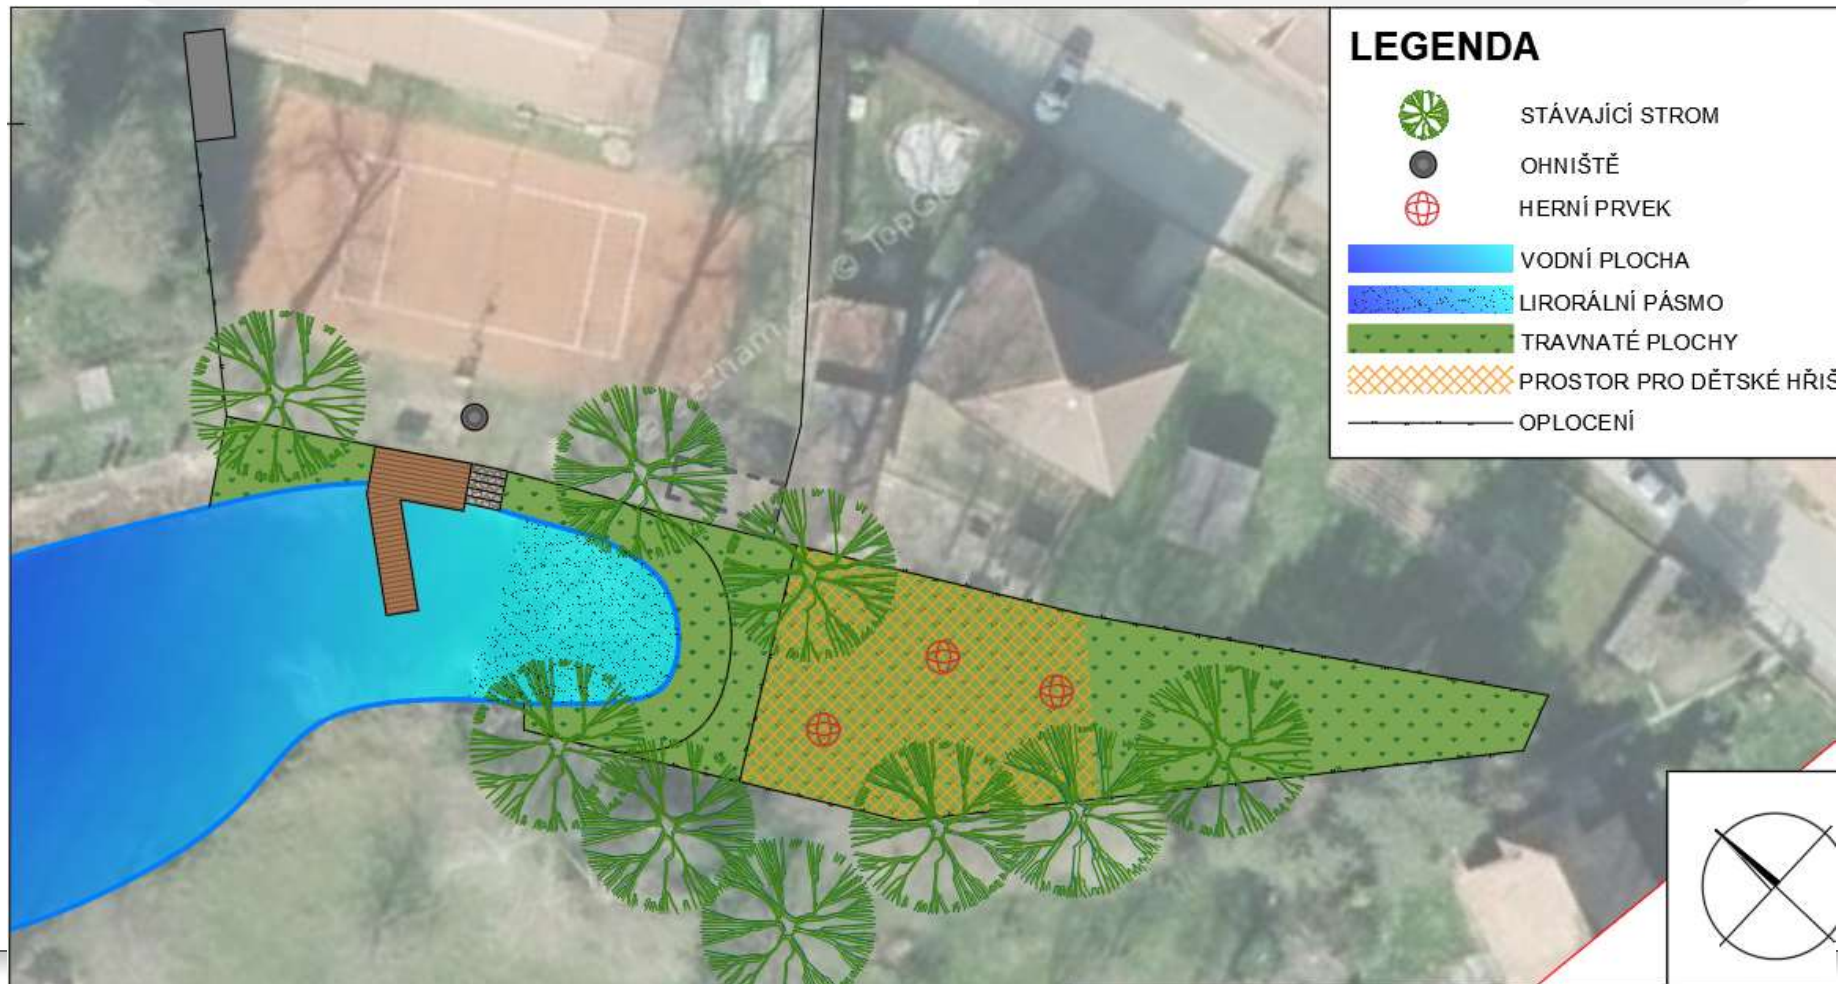 LEGENDA
STÁVAJÍCÍ STROM
OHNIŠTĚ
HERNÍ PRVEK
VODNÍ PLOCHA
LIRORÁLNÍ PÁSMO
TRAVNATÉ PLOCHY
PROSTOR PRO DĚTSKÉ HŘIŠ
OPLOCENÍ